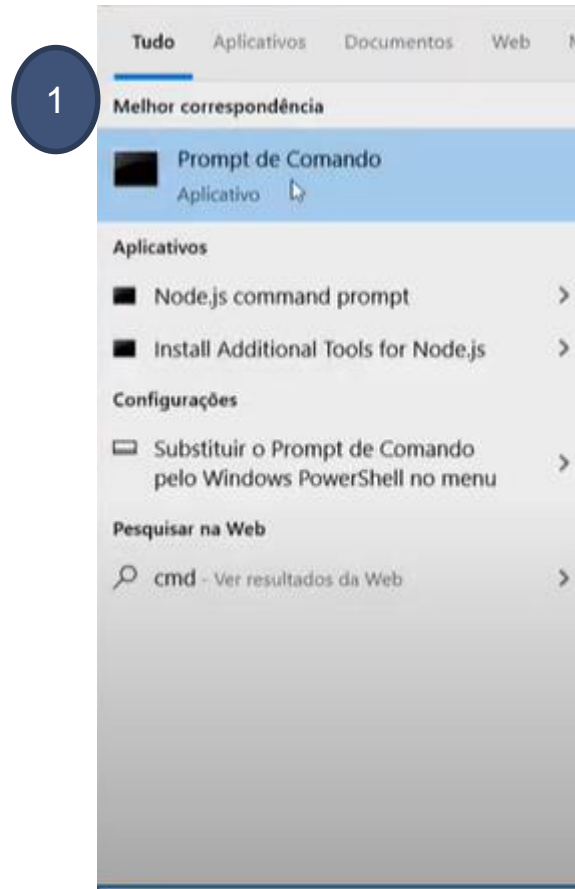 Tudo Aplicativos Documentos Web
1
Melhor correspondência
Prompt de Comando
Aplicativo
Aplicativos
Node.js command prompt
Install Additional Tools for Node.js
Configurações
Substituir o Prompt de Comando
pelo Windows PowerShell no menu
Pesquisar na Web
cmd - Ver resultados da Web